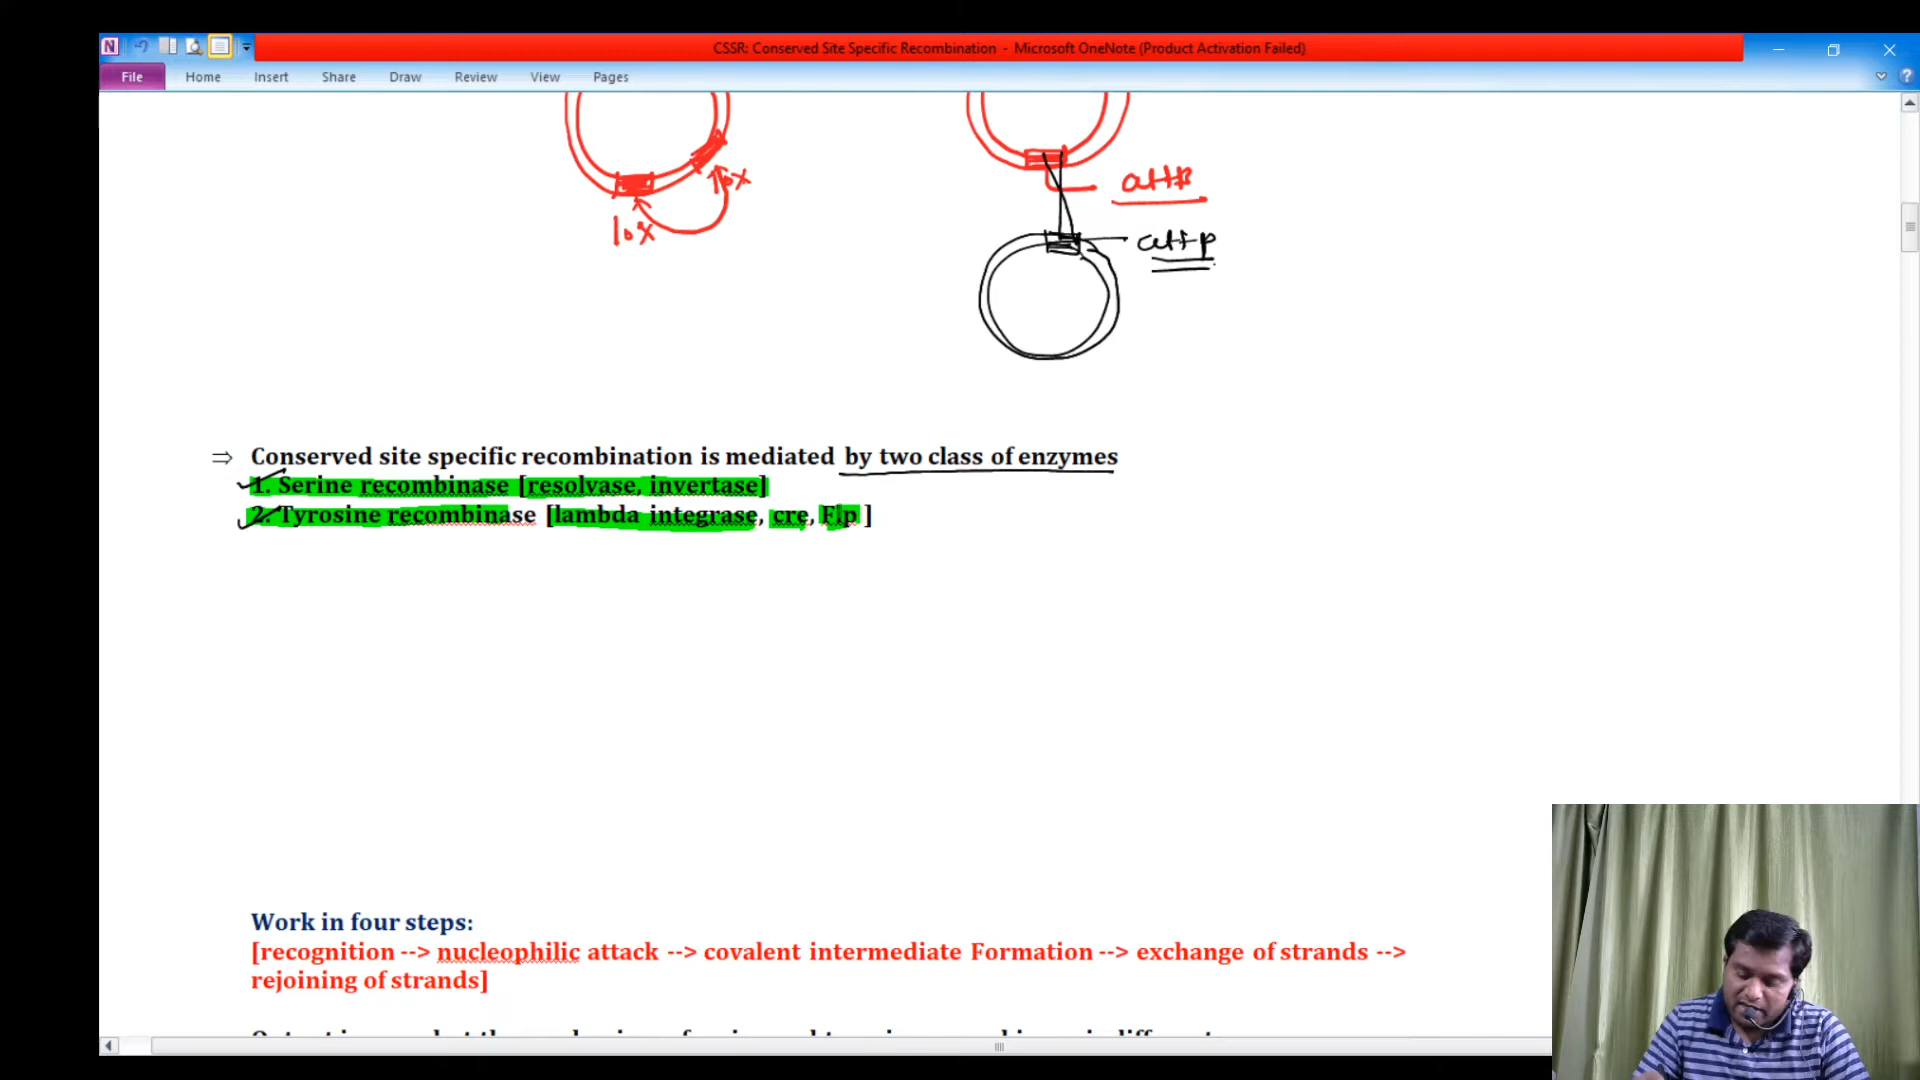 CSSR: Conserved Site Specific Recombination - Microsoft OneNote (Product Activation Failed)
File Home Insert Share Draw Review View Pages
lox
lox
attB
attp
⇒ Conserved site specific recombination is mediated by two class of enzymes
1. Serine recombinase [resolvase, invertase]
2. Tyrosine recombinase [lambda integrase, cre, Flp ]
Work in four steps:
[recognition --> nucleophilic attack --> covalent intermediate Formation --> exchange of strands -->
rejoining of strands]